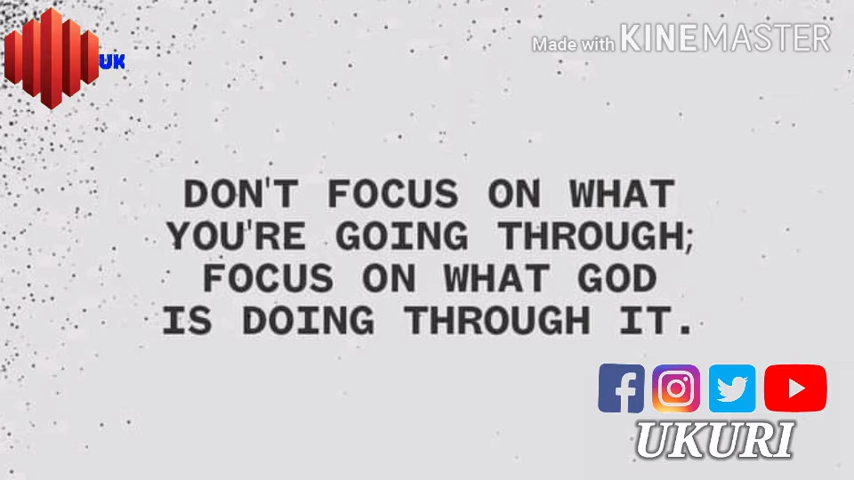 UK
Made with KINEMASTER
DON'T FOCUS ON WHAT
YOU'RE GOING THROUGH;
FOCUS ON WHAT GOD
IS DOING THROUGH IT.
UKURI